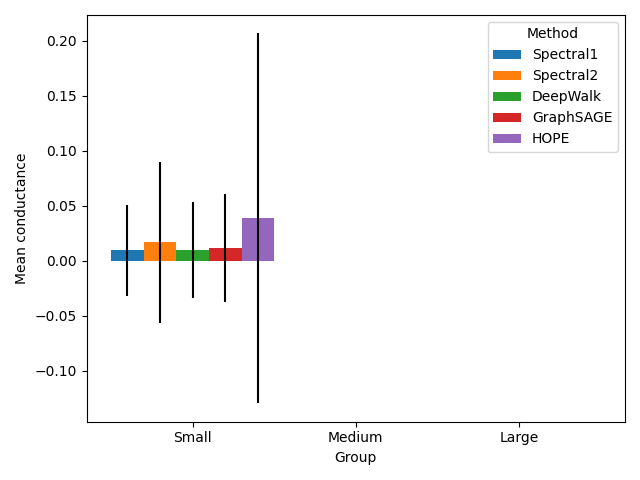 Method
Spectral1
Spectral2
DeepWalk
GraphSAGE
HOPE
Mean conductance
0.20
0.15
0.10
0.05
0.00
−0.05
−0.10
Small
Medium
Large
Group